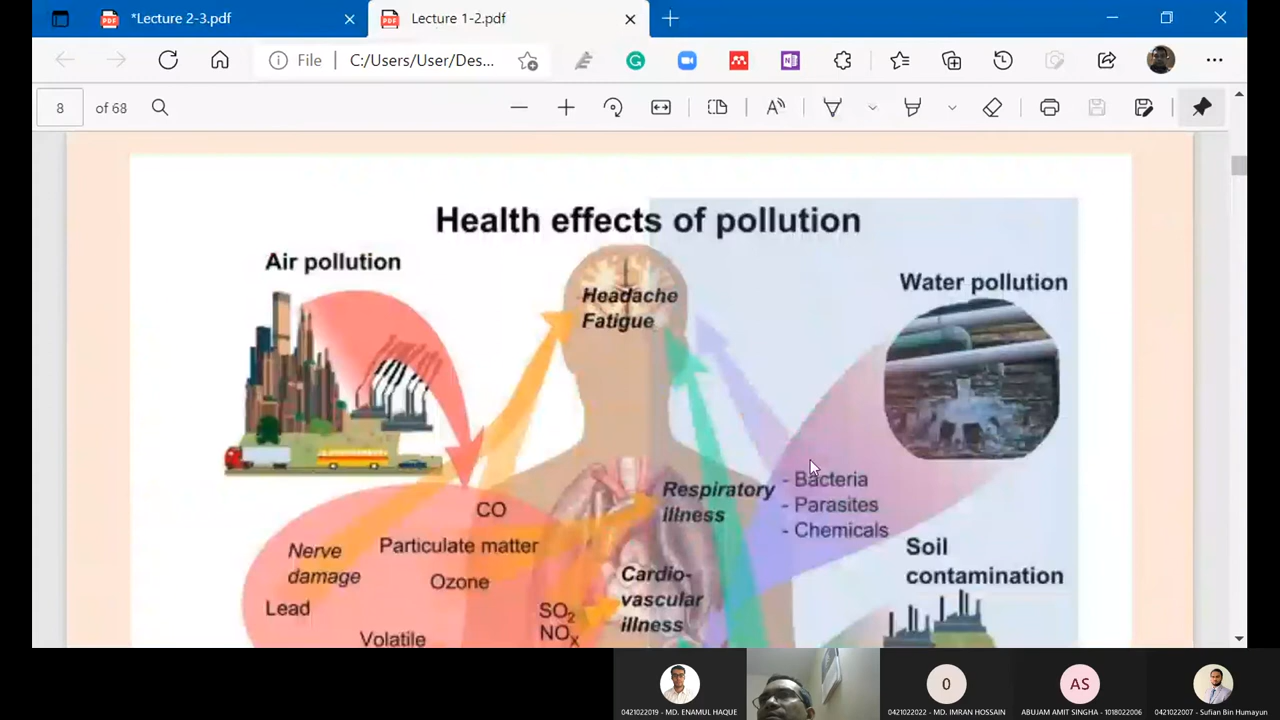 *Lecture 2-3.pdf
Lecture 1-2.pdf
File
C:/Users/User/Des...
8
of 68
Health effects of pollution
Air pollution
Water pollution
Headache
Fatigue
Respiratory
illness
- Bacteria
- Parasites
- Chemicals
CO
Particulate matter
Ozone
Nerve
damage
Lead
SO2
NOx
Volatile
Cardio-
vascular
illness
Soil
contamination
0
AS
0421022019 - MD. ENAMUL HAQUE
0421022022 - MD. IMRAN HOSSAIN
ABUJAM AMIT SINGHA - 1018022006
0421022007 - Sufian Bin Humayun